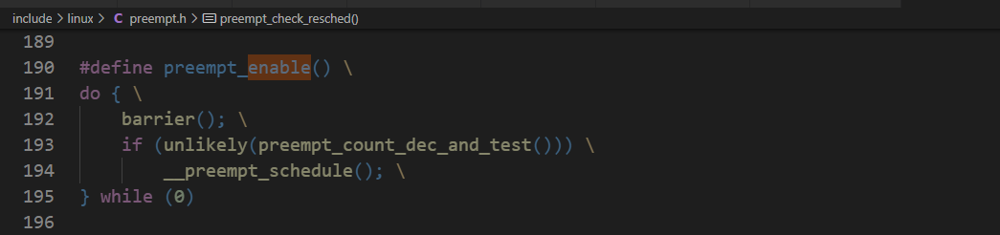 include > linux > C preempt.h > preempt_check_resched()
189
190 #define preempt_enable() \
191 do { \
192     barrier(); \
193     if (unlikely(preempt_count_dec_and_test())) \
194         __preempt_schedule(); \
195 } while (0)
196